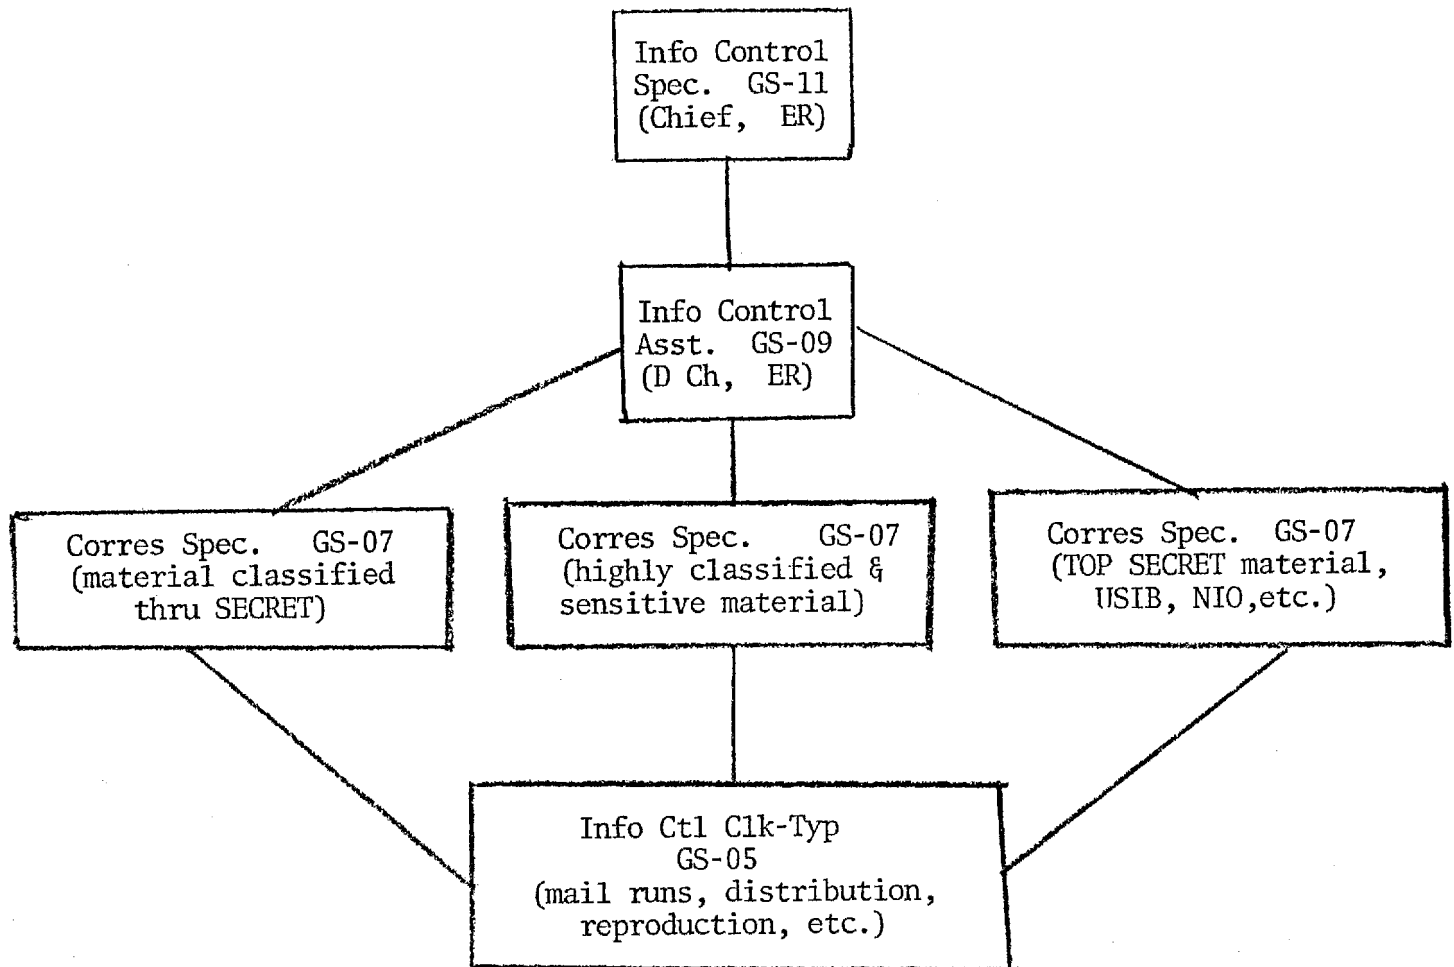 Info Control
Spec. GS-11
(Chief, ER)
Info Control
Asst. GS-09
(D Ch, ER)
Corres Spec. GS-07
(material classified
thru SECRET)
Corres Spec. GS-07
(highly classified &
sensitive material)
Corres Spec. GS-07
(TOP SECRET material,
USIB, NIO,etc.)
Info Ctl Clk-Typ
GS-05
(mail runs, distribution,
reproduction, etc.)